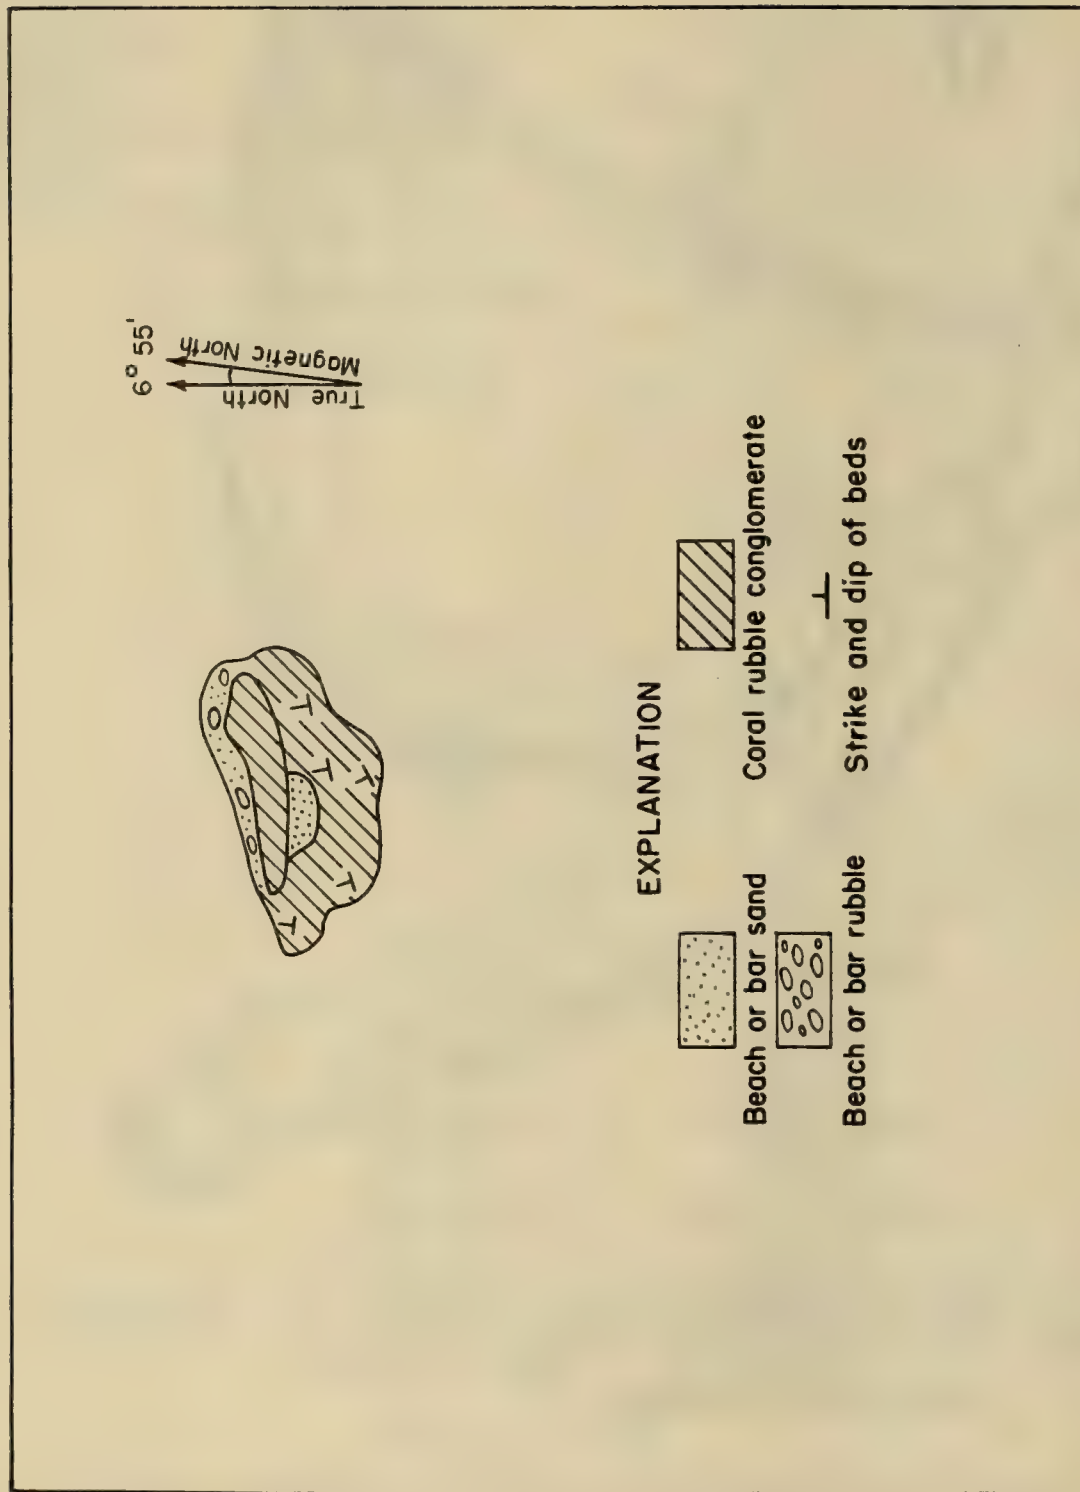 6° 55'
True North
Magnetic North
EXPLANATION
Beach or bar sand
Coral rubble conglomerate
Beach or bar rubble
Strike and dip of beds